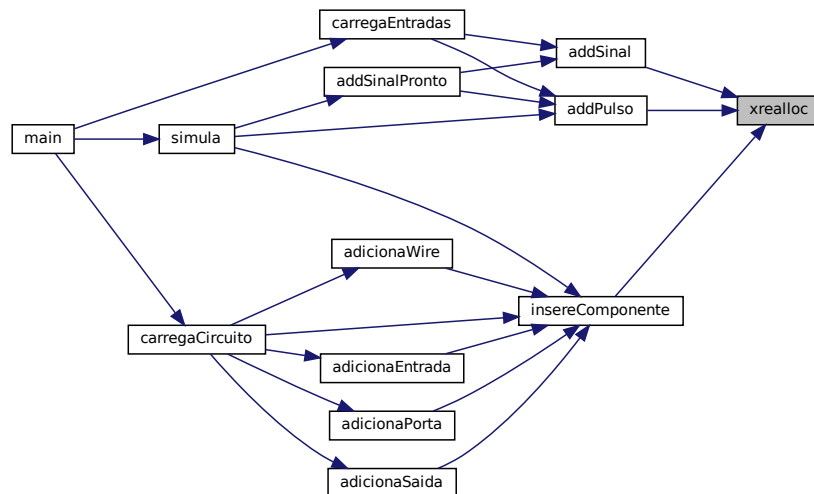 carregaEntradas
addSinal
addSinalPronto
xrealloc
addPulso
main
simula
adicionaWire
insereComponente
carregaCircuito
adicionaEntrada
adicionaPorta
adicionaSaida